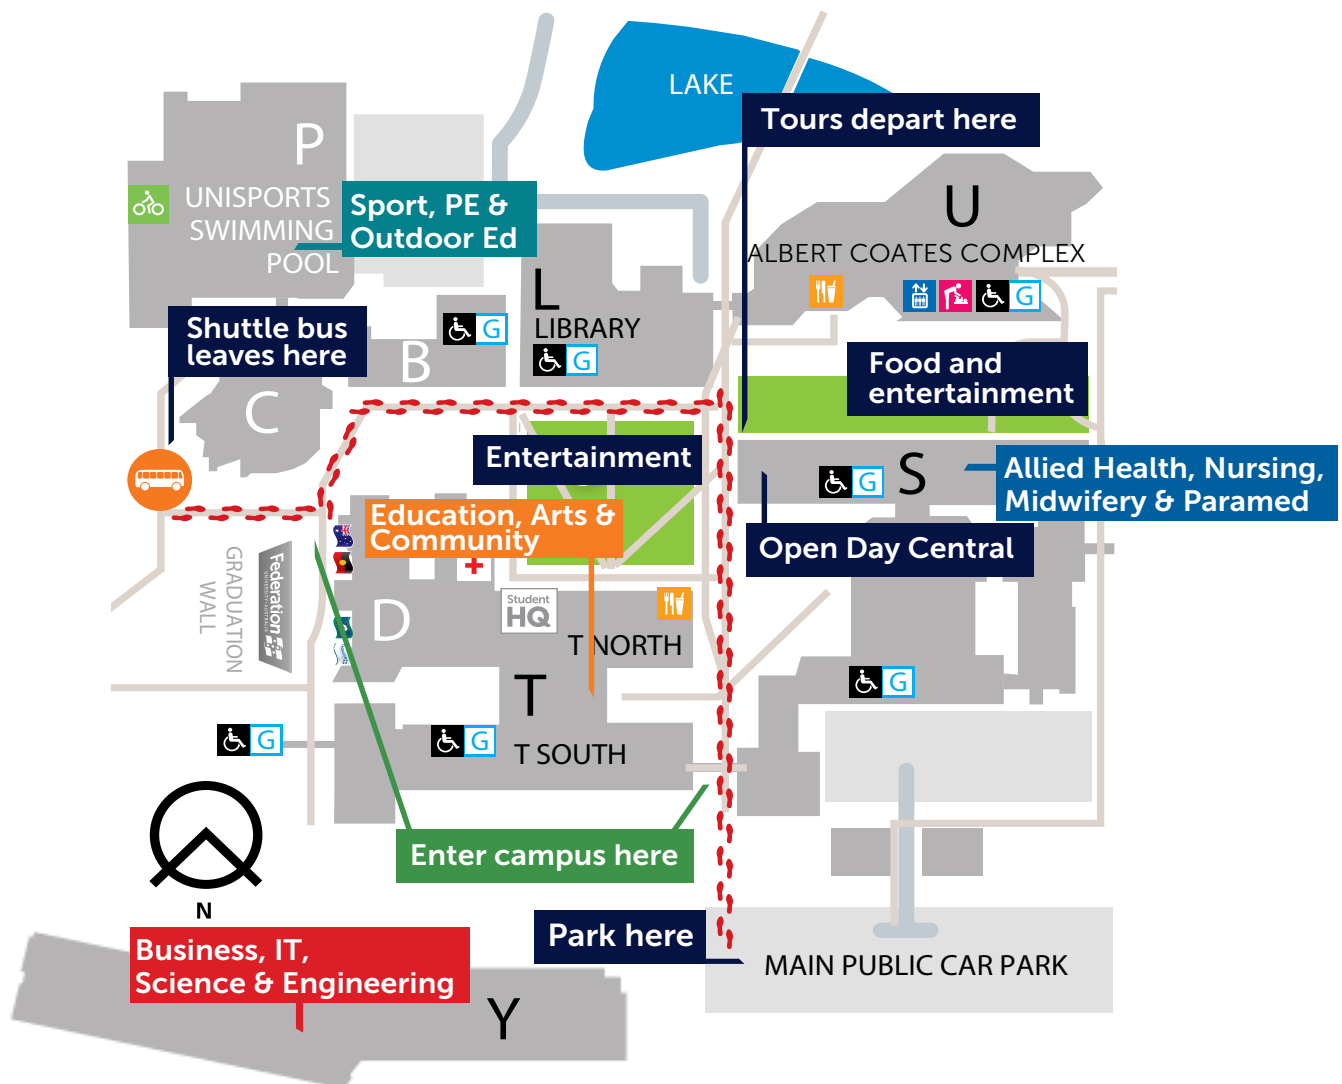 LAKE
Tours depart here
P
UNISPORTS
SWIMMING
POOL
Sport, PE &
Outdoor Ed
U
ALBERT COATES COMPLEX
G
L
LIBRARY
G
Shuttle bus
leaves here
B
G
C
Food and
entertainment
Entertainment
S
G
Allied Health, Nursing,
Midwifery & Paramed
Education, Arts &
Community
Open Day Central
GRADUATION
WALL
Federation
UNIVERSITY AUSTRALIA
D
Student
HQ
T NORTH
T
T SOUTH
G
G
G
Enter campus here
N
Park here
MAIN PUBLIC CAR PARK
Business, IT,
Science & Engineering
Y